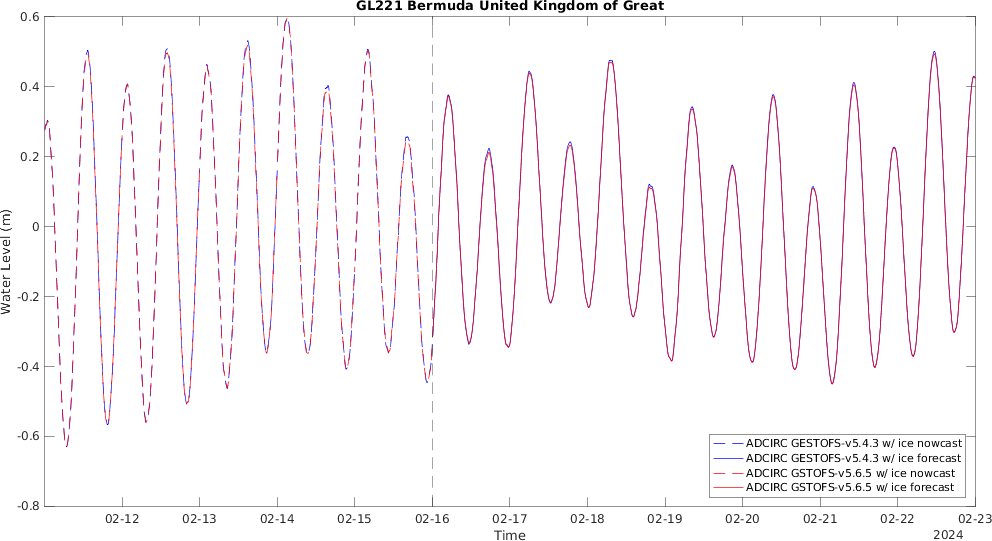 GL221 Bermuda United Kingdom of Great
0.6
0.4
0.2
0
-0.2
-0.4
-0.6
-0.8
Water Level (m)
ADCIRC GESTOFS-v5.4.3 w/ ice nowcast
ADCIRC GESTOFS-v5.4.3 w/ ice forecast
ADCIRC GSTOFS-v5.6.5 w/ ice nowcast
ADCIRC GSTOFS-v5.6.5 w/ ice forecast
02-12 02-13 02-14 02-15 02-16 02-17 02-18 02-19 02-20 02-21 02-22 02-23
Time
2024